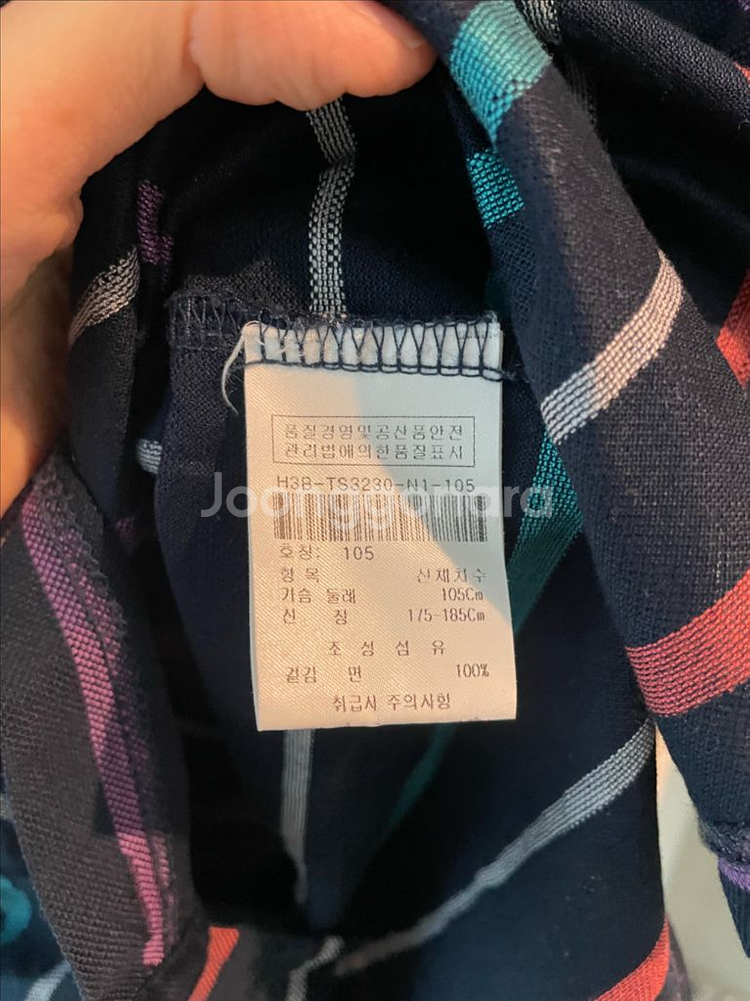 품질경영및공산품안전
관리법에의한품질표시
H3B-TS3230-N1-105
Joonggonara
호칭: 105
항 목 신체치수
가슴 둘레 105Cm
신 장 175-185Cm
조 성 섬 유
겉감 면 100%
취급시 주의사항